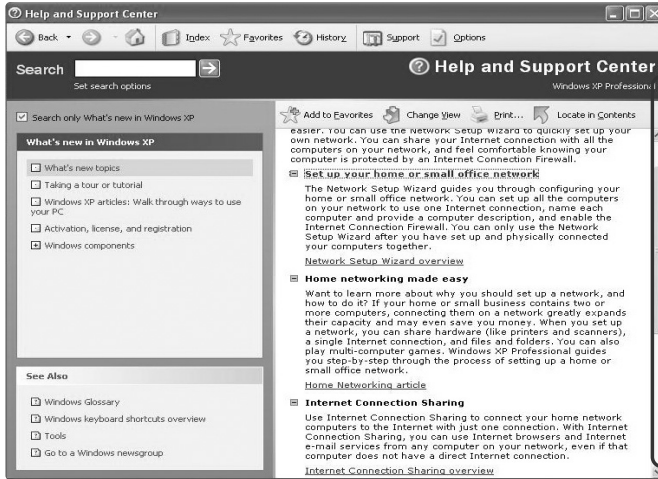 Help and Support Center
Back
Index
Favorites
History
Support
Options
Search
Set search options
Help and Support Center
Windows XP Professional
Search only What's new in Windows XP
What's new in Windows XP
What's new topics
Taking a tour or tutorial
Windows XP articles: Walk through ways to use
your PC
Activation, license, and registration
Windows components
See Also
Windows Glossary
Windows keyboard shortcuts overview
Tools
Go to a Windows newsgroup
Add to Favorites
Change View
Print...
Locate in Contents
easier. You can use the Network Setup Wizard to quickly set up your
own network. You can share your Internet connection with all the
computers on your network, and feel comfortable knowing your
computer is protected by an Internet Connection Firewall.
Set up your home or small office network
The Network Setup Wizard guides you through configuring your
home or small office network. You can set up all the computers
on your network to use one Internet connection, name each
computer and provide a computer description, and enable the
Internet Connection Firewall. You can only use the Network
Setup Wizard after you have set up and physically connected
your computers together.
Network Setup Wizard overview
Home networking made easy
Want to learn more about why you should set up a network, and
how to do it? If your home or small business contains two or
more computers, connecting them on a network greatly expands
their capacity and may even save you money. When you set up
a network, you can share hardware (like printers and scanners),
a single Internet connection, and files and folders. You can also
play multi-computer games. Windows XP Professional guides
you step-by-step through the process of setting up a home or
small office network.
Home Networking article
Internet Connection Sharing
Use Internet Connection Sharing to connect your home network
computers to the Internet with just one connection. With Internet
Connection Sharing, you can use Internet browsers and Internet
e-mail services from any computer on your network, even if that
computer does not have a direct Internet connection.
Internet Connection Sharing overview